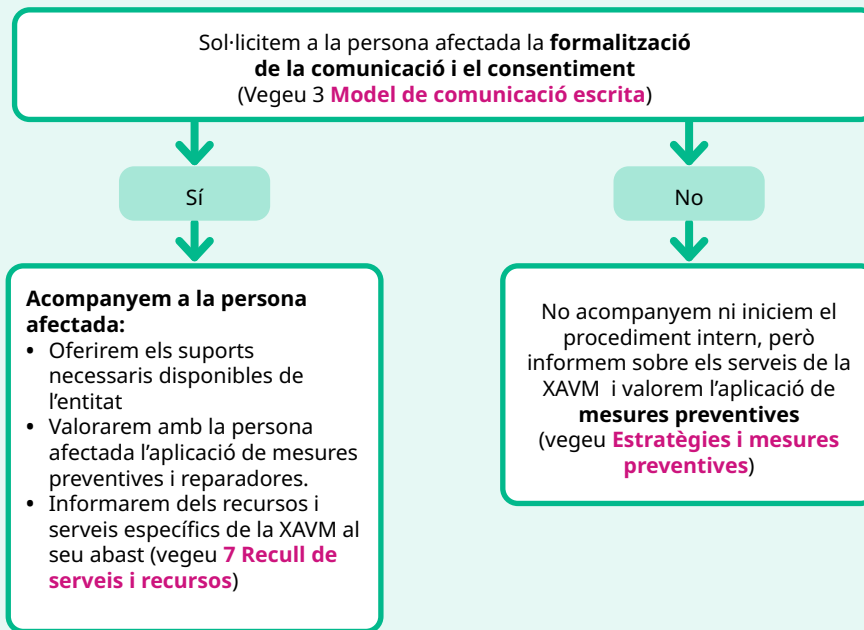 Sol·licitem a la persona afectada la formalització
de la comunicació i el consentiment
(Vegeu 3 Model de comunicació escrita)
Sí
No
Acompanyem a la persona
afectada:
• Oferirem els suports
necessaris disponibles de
l’entitat
• Valorarem amb la persona
afectada l’aplicació de mesures
preventives i reparadores.
• Informarem dels recursos i
serveis específics de la XAVM al
seu abast (vegeu 7 Recull de
serveis i recursos)
No acompanyem ni iniciem el
procediment intern, però
informem sobre els serveis de la
XAVM i valorem l’aplicació de
mesures preventives
(vegeu Estratègies i mesures
preventives)